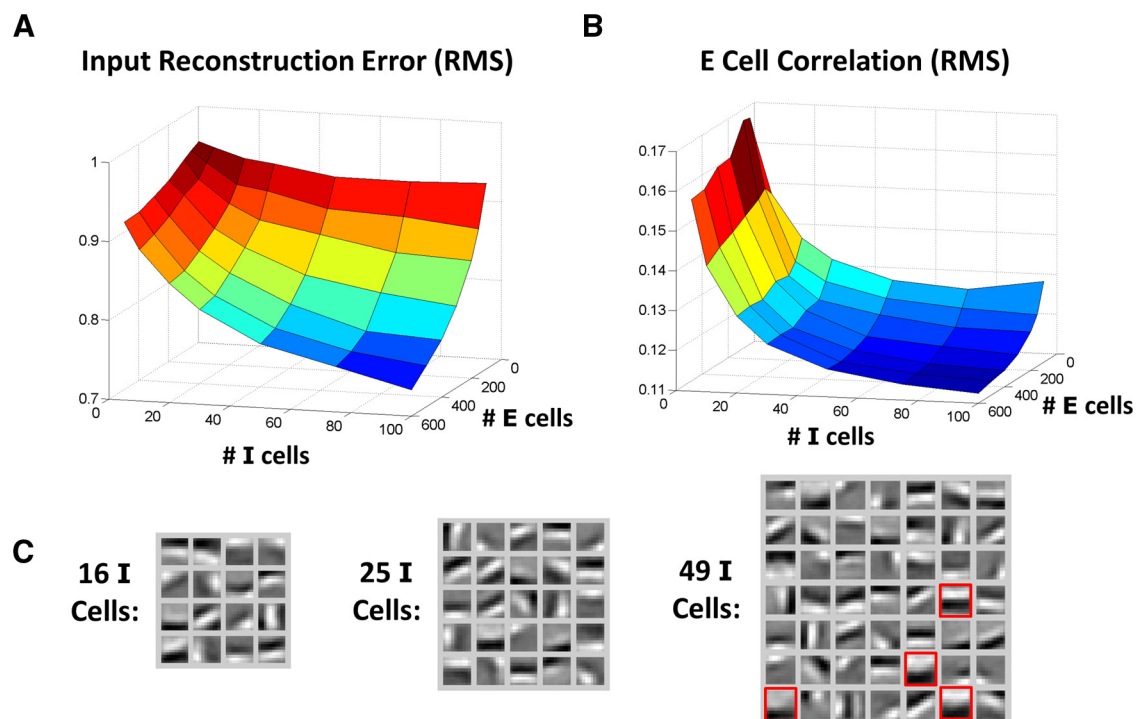 A
B
Input Reconstruction Error (RMS)
E Cell Correlation (RMS)
1
0.9
0.8
0.7
0
20
40
60
80
100
600
400
200
0
# I cells
# E cells
0.17
0.16
0.15
0.14
0.13
0.12
0.11
0
20
40
60
80
100
600
400
200
0
# I cells
# E cells
C
16 I
Cells:
25 I
Cells:
49 I
Cells: